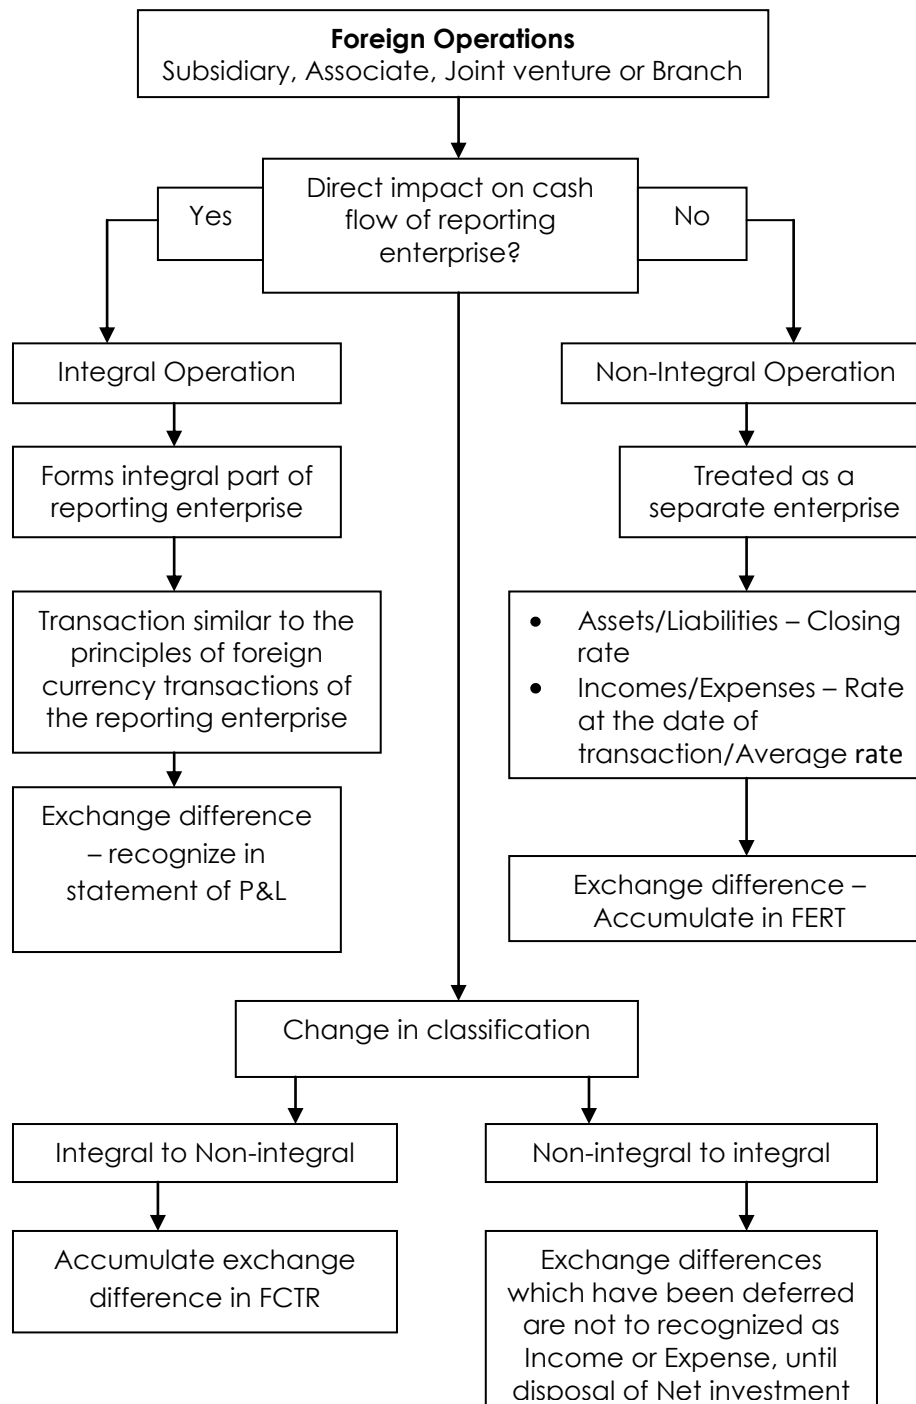 Foreign Operations
Subsidiary, Associate, Joint venture or Branch
Direct impact on cash
flow of reporting
enterprise?
Yes
No
Integral Operation
Non-Integral Operation
Forms integral part of
reporting enterprise
Treated as a
separate enterprise
Transaction similar to the
principles of foreign
currency transactions of
the reporting enterprise
• Assets/Liabilities – Closing
rate
• Incomes/Expenses – Rate
at the date of
transaction/Average rate
Exchange difference
– recognize in
statement of P&L
Exchange difference –
Accumulate in FERT
Change in classification
Integral to Non-integral
Non-integral to integral
Accumulate exchange
difference in FCTR
Exchange differences
which have been deferred
are not to recognized as
Income or Expense, until
disposal of Net investment